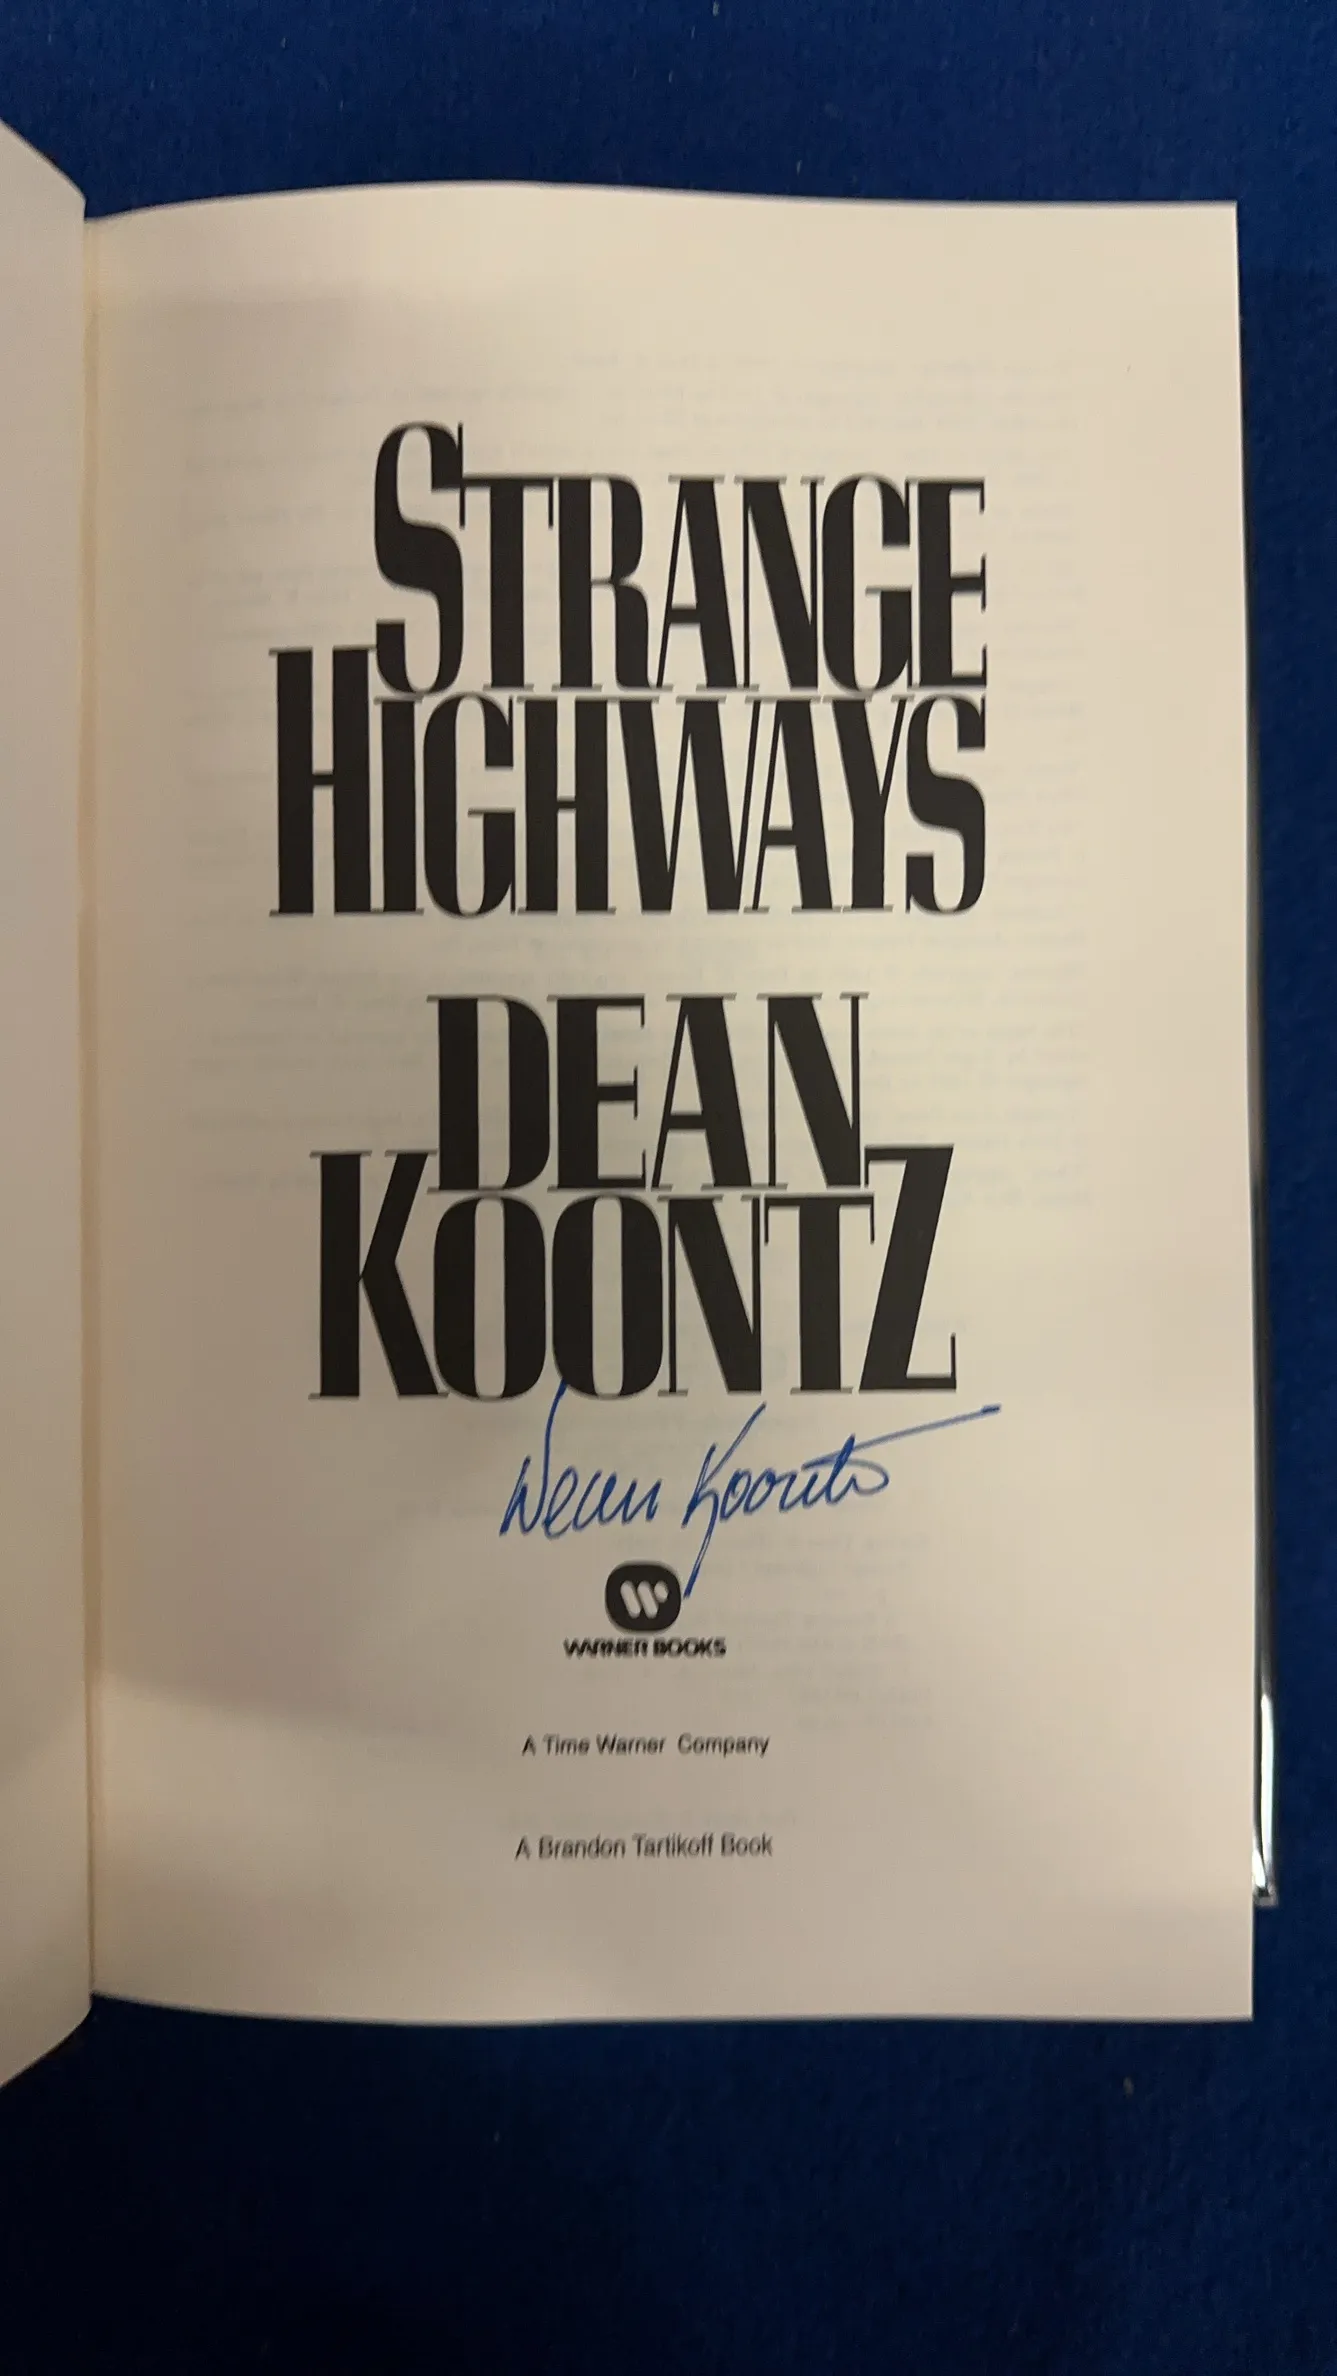 STRANGE
HIGHWAYS
DEAN
KOONTZ
Dean Koontz
WARNER BOOKS
A Time Warner Company
A Brandon Tartikoff Book